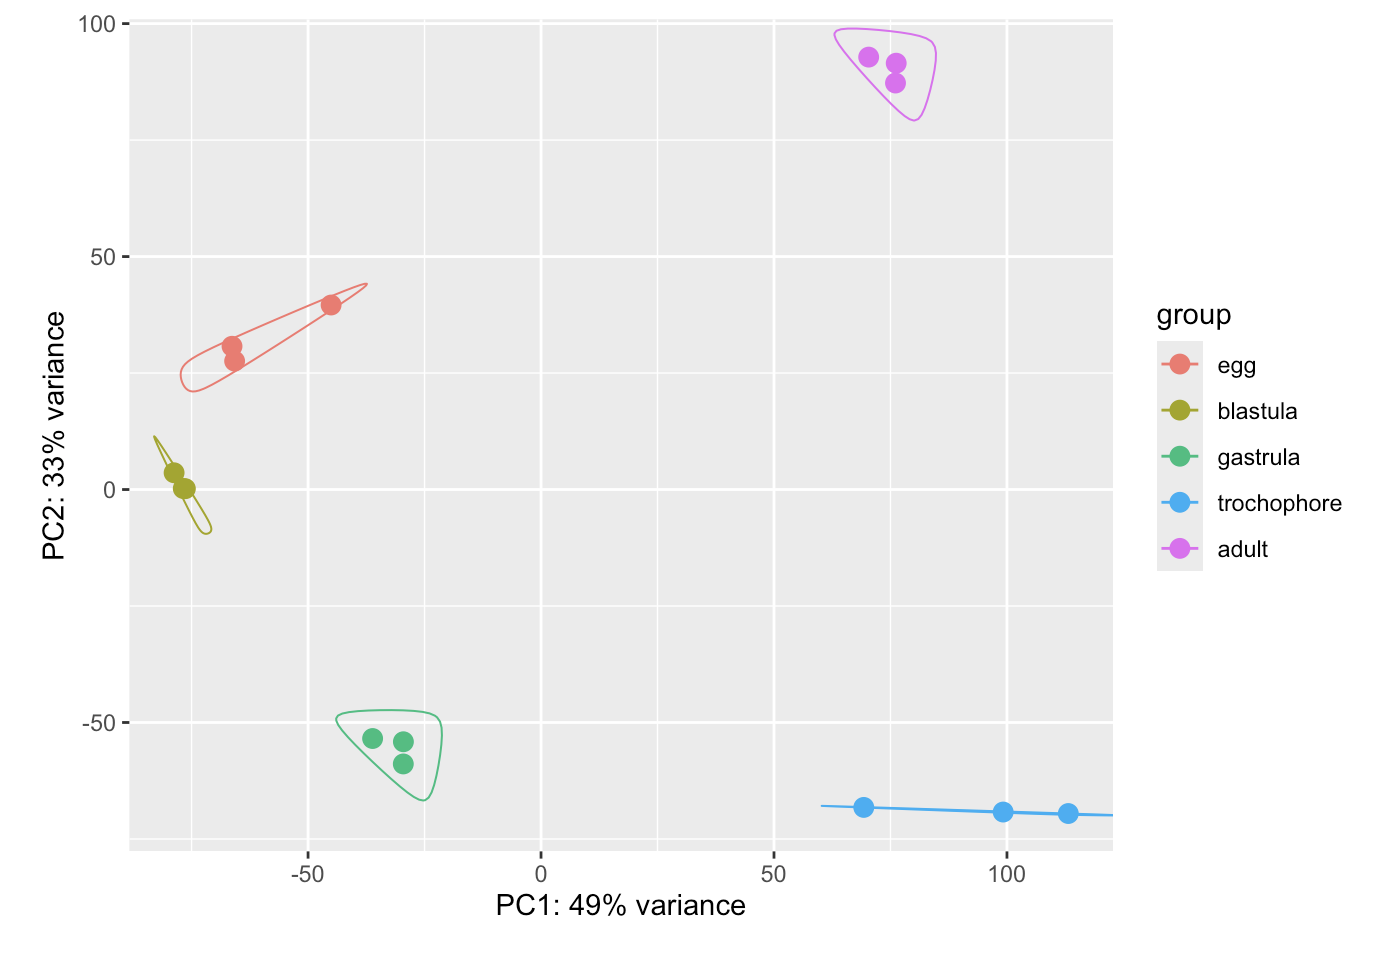 100
50
0
-50
PC2: 33% variance
-50
0
50
100
PC1: 49% variance
group
egg
blastula
gastrula
trochophore
adult